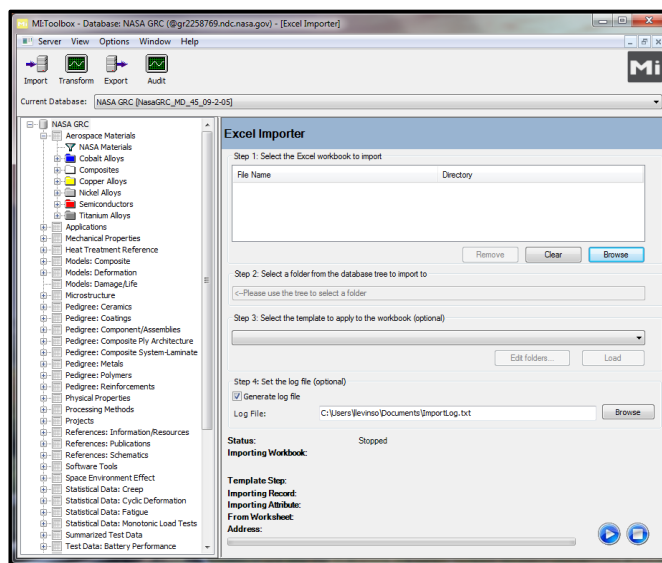 MI:Toolbox - Database: NASA GRC (@gr2258769.ndc.nasa.gov) - [Excel Importer]
Server View Options Window Help
Import Transform Export Audit
Mi
Current Database: NASA GRC [NasaGRC_MD_45_09-2-05]
NASA GRC
Aerospace Materials
NASA Materials
Cobalt Alloys
Composites
Copper Alloys
Nickel Alloys
Semiconductors
Titanium Alloys
Applications
Mechanical Properties
Heat Treatment Reference
Models: Composite
Models: Deformation
Models: Damage/Life
Microstructure
Pedigree: Ceramics
Pedigree: Coatings
Pedigree: Component/Assemblies
Pedigree: Composite Ply Architecture
Pedigree: Composite System-Laminate
Pedigree: Metals
Pedigree: Polymers
Pedigree: Reinforcements
Physical Properties
Processing Methods
Projects
References: Information/Resources
References: Publications
References: Schematics
Software Tools
Space Environment Effect
Statistical Data: Creep
Statistical Data: Cyclic Deformation
Statistical Data: Fatigue
Statistical Data: Monotonic Load Tests
Summarized Test Data
Test Data: Battery Performance
Excel Importer
Step 1: Select the Excel workbook to import
File Name Directory
Remove Clear Browse
Step 2: Select a folder from the database tree to import to
<--Please use the tree to select a folder
Step 3: Select the template to apply to the workbook (optional)
Edit folders... Load
Step 4: Set the log file (optional)
Generate log file
Log File: C:\Users\llevinso\Documents\ImportLog.txt Browse
Status: Stopped
Importing Workbook:
Template Step:
Importing Record:
Importing Attribute:
From Worksheet:
Address: